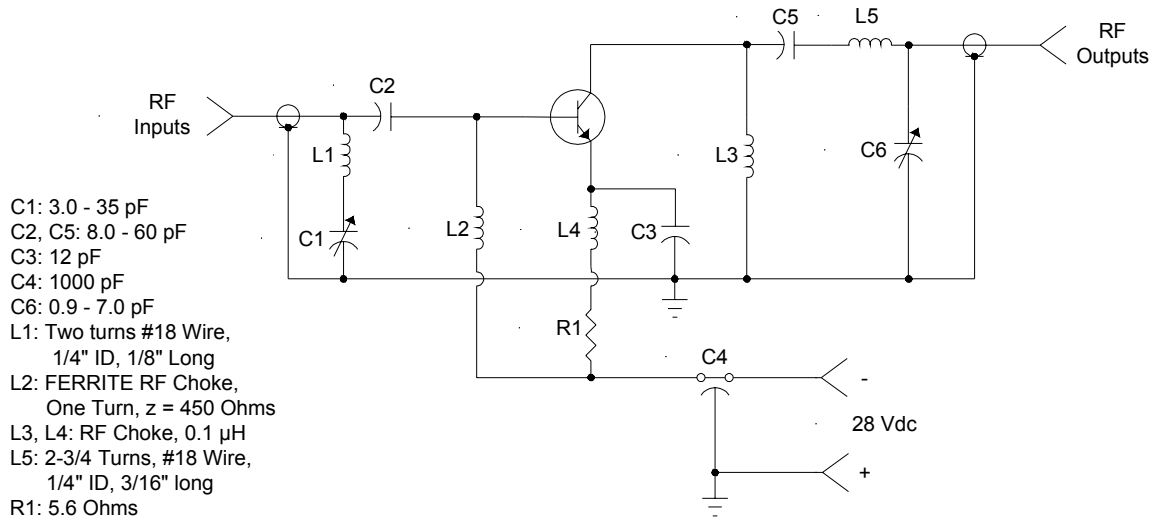 C5
L5
RF
Outputs
C2
RF
Inputs
L1
L3
C6
C1: 3.0 - 35 pF
C2, C5: 8.0 - 60 pF
C3: 12 pF
C4: 1000 pF
C6: 0.9 - 7.0 pF
L1: Two turns #18 Wire,
1/4" ID, 1/8" Long
L2: FERRITE RF Choke,
One Turn, z = 450 Ohms
L3, L4: RF Choke, 0.1 µH
L5: 2-3/4 Turns, #18 Wire,
1/4" ID, 3/16" long
R1: 5.6 Ohms
C1
L2
L4
C3
R1
C4
-
28 Vdc
+